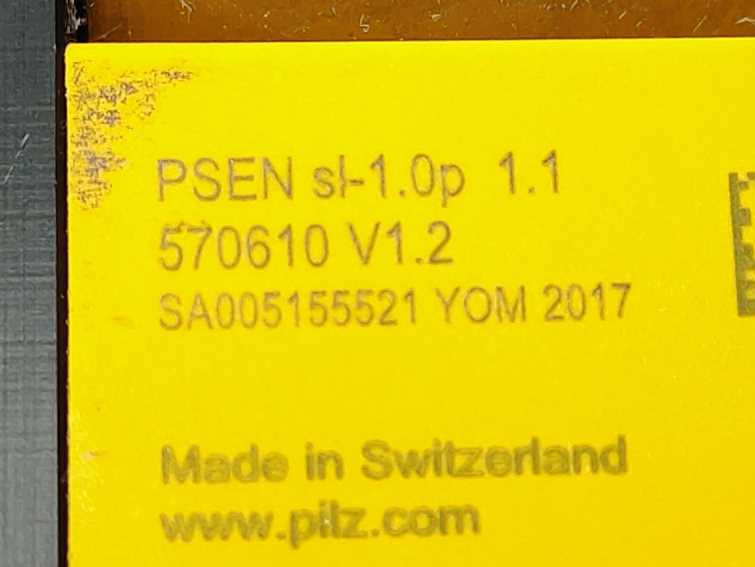 PSEN sl-1.0p 1.1
570610 V1.2
SA005155521 YOM 2017
Made in Switzerland
www.pilz.com